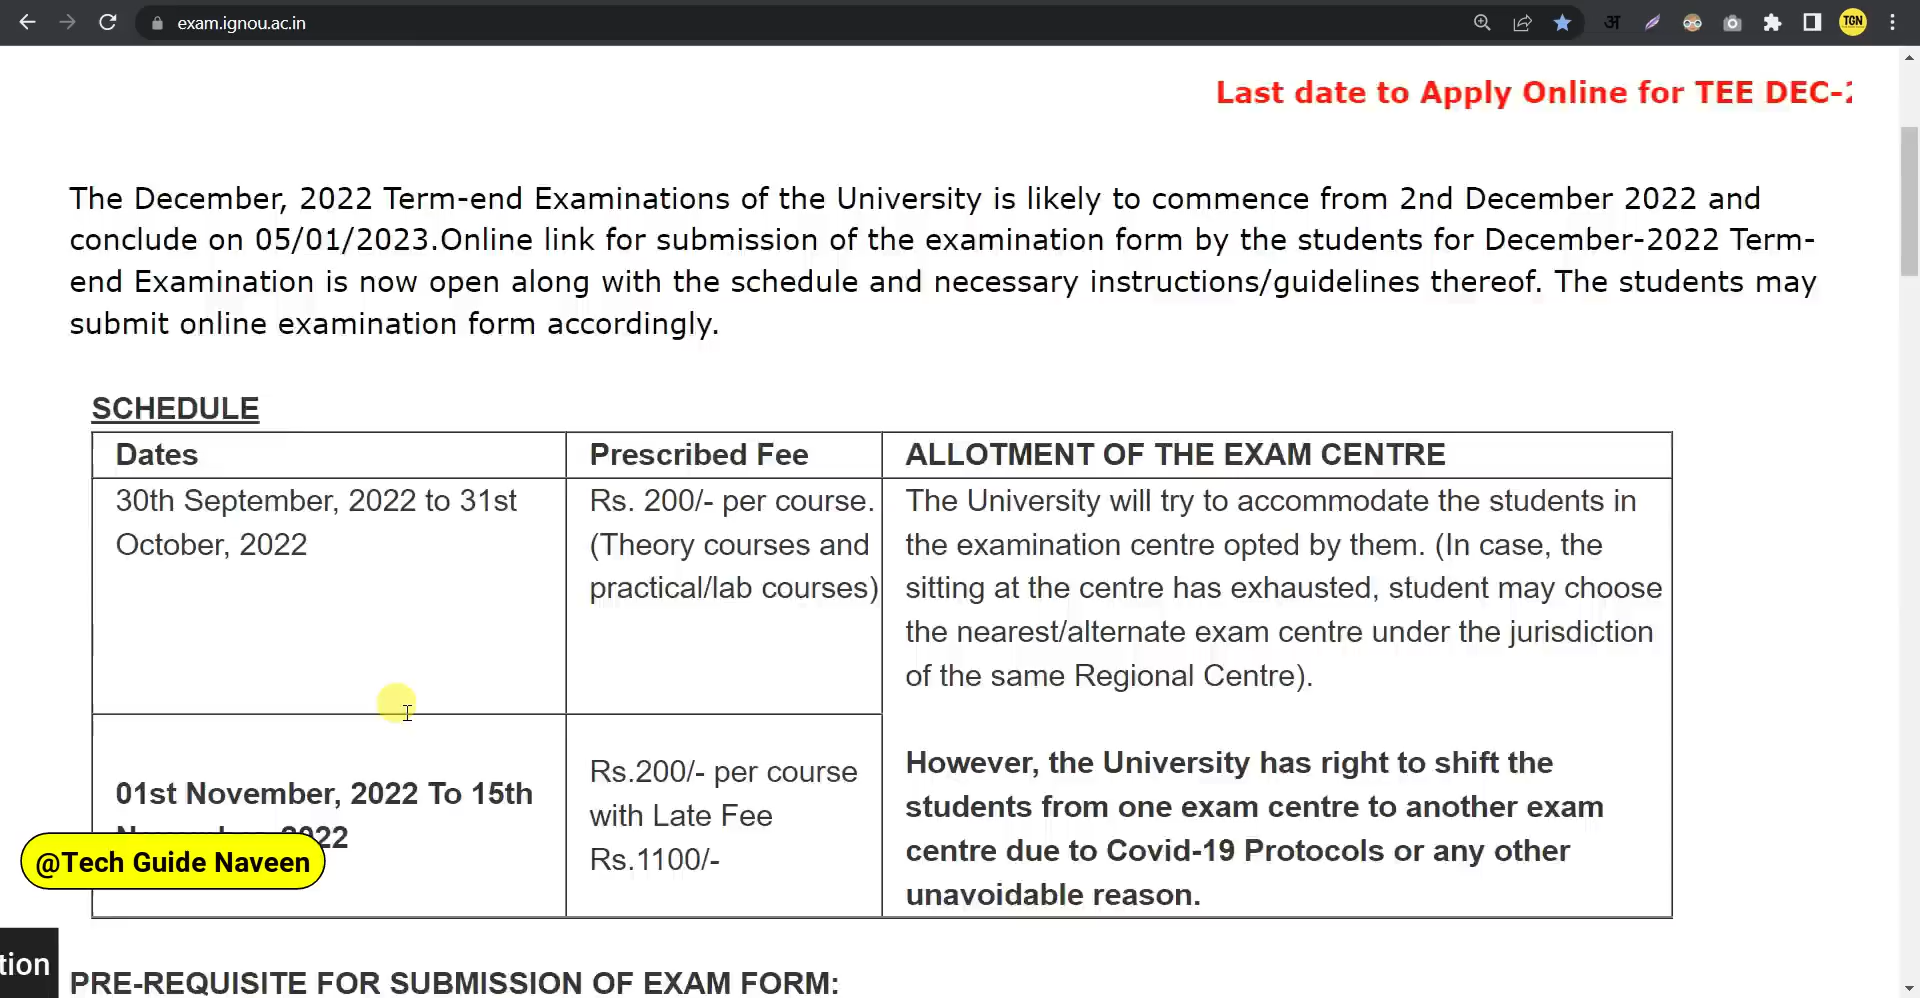 exam.ignou.ac.in
अ
TGN
Last date to Apply Online for TEE DEC-
The December, 2022 Term-end Examinations of the University is likely to commence from 2nd December 2022 and
conclude on 05/01/2023.Online link for submission of the examination form by the students for December-2022 Term-
end Examination is now open along with the schedule and necessary instructions/guidelines thereof. The students may
submit online examination form accordingly.
SCHEDULE
Dates
Prescribed Fee
ALLOTMENT OF THE EXAM CENTRE
30th September, 2022 to 31st
October, 2022
Rs. 200/- per course.
(Theory courses and
practical/lab courses)
The University will try to accommodate the students in
the examination centre opted by them. (In case, the
sitting at the centre has exhausted, student may choose
the nearest/alternate exam centre under the jurisdiction
of the same Regional Centre).
01st November, 2022 To 15th
2022
Rs.200/- per course
with Late Fee
Rs.1100/-
However, the University has right to shift the
students from one exam centre to another exam
centre due to Covid-19 Protocols or any other
unavoidable reason.
@Tech Guide Naveen
tion
PRE-REQUISITE FOR SUBMISSION OF EXAM FORM: